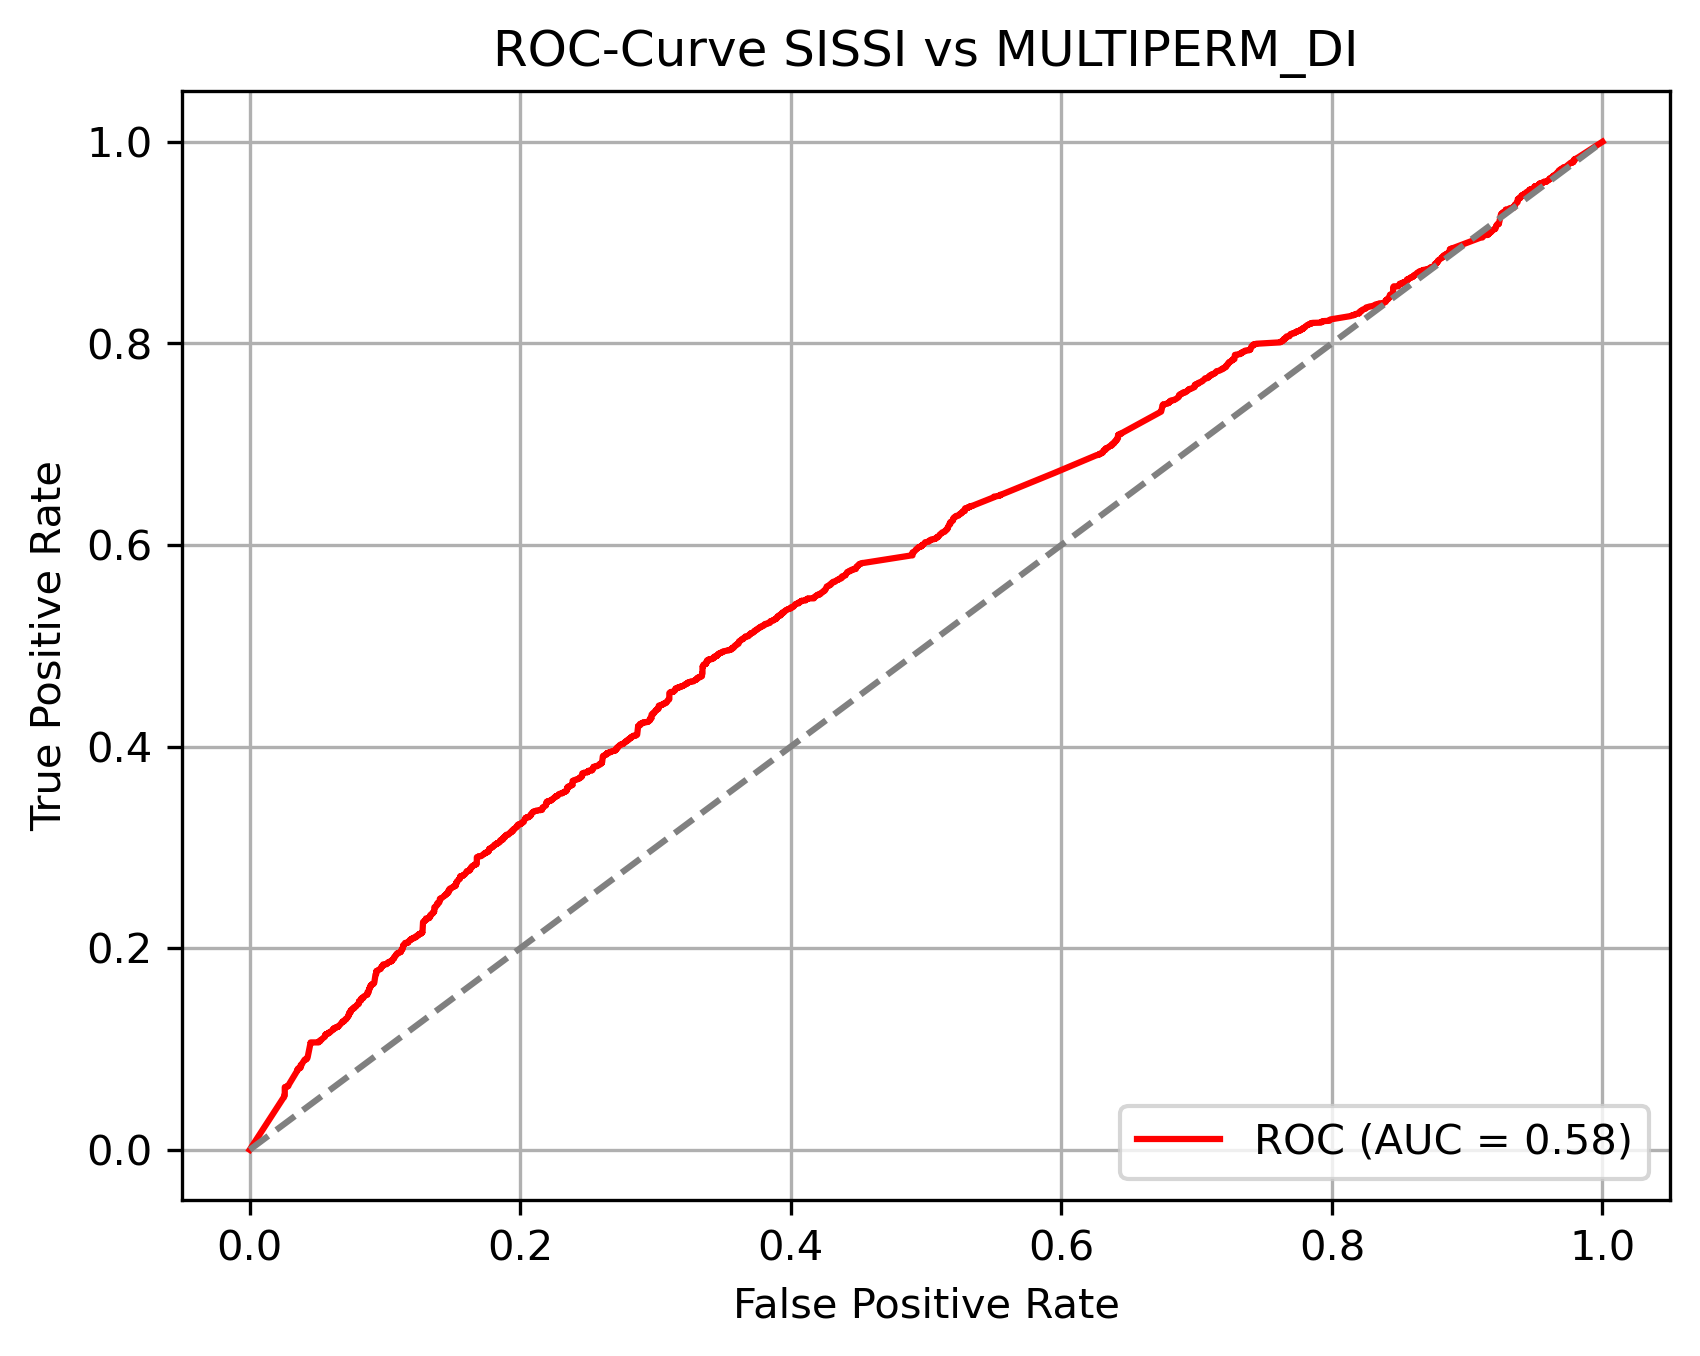 ROC-Curve SISSI vs MULTIPERM_DI
1.0
0.8
0.6
0.4
0.2
0.0
True Positive Rate
ROC (AUC = 0.58)
0.0 0.2 0.4 0.6 0.8 1.0
False Positive Rate